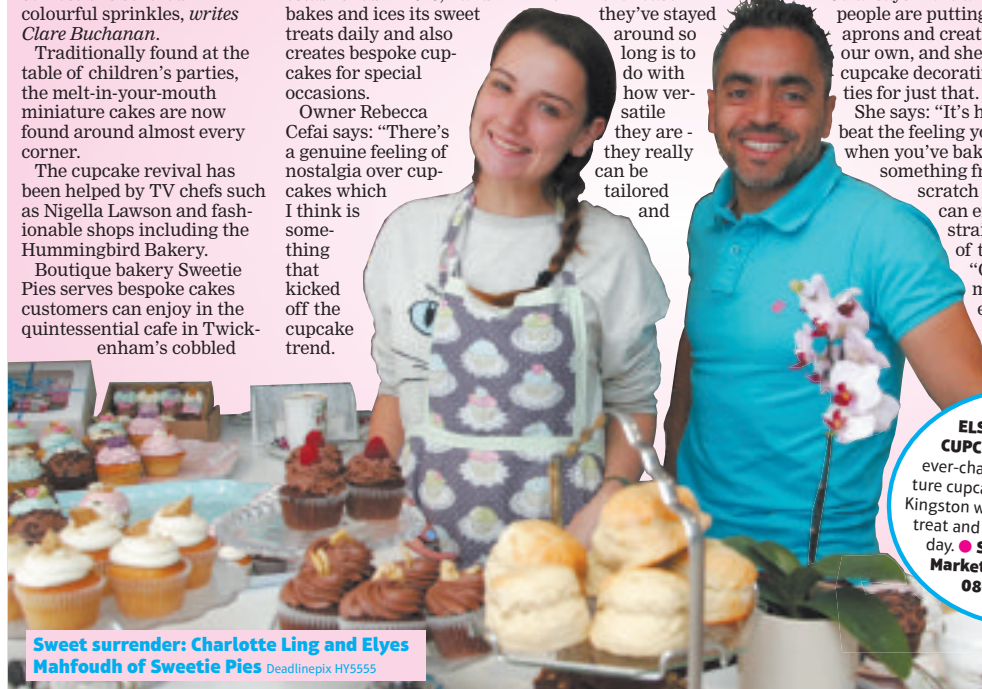 colourful sprinkles, writes
Clare Buchanan.
Traditionally found at the
table of children's parties,
the melt-in-your-mouth
miniature cakes are now
found around almost every
corner.
The cupcake revival has
been helped by TV chefs such
as Nigella Lawson and fash-
ionable shops including the
Hummingbird Bakery.
Boutique bakery Sweetie
Pies serves bespoke cakes
customers can enjoy in the
quintessential cafe in Twick-
enham's cobbled
bakes and ices its sweet
treats daily and also
creates bespoke cup-
cakes for special
occasions.
Owner Rebecca
Cefai says: “There's
a genuine feeling of
nostalgia over cup-
cakes which
I think is
some-
thing
that
kicked
off the
cupcake
trend.
they've stayed
around so
long is to
do with
how ver-
satile
they are -
they really
can be
tailored
and
people are putting
aprons and
our own, and she
cupcake
ties for just that.
She says: “It's
beat the feeling
when you've
something
scratch
can
of
ELS
CUPC
ever-cha
ture cupca
Kingston w
treat and
day. ● S
Market
08
Sweet surrender: Charlotte Ling and Elyes
Mahfoudh of Sweetie Pies Deadlinepix HY5555